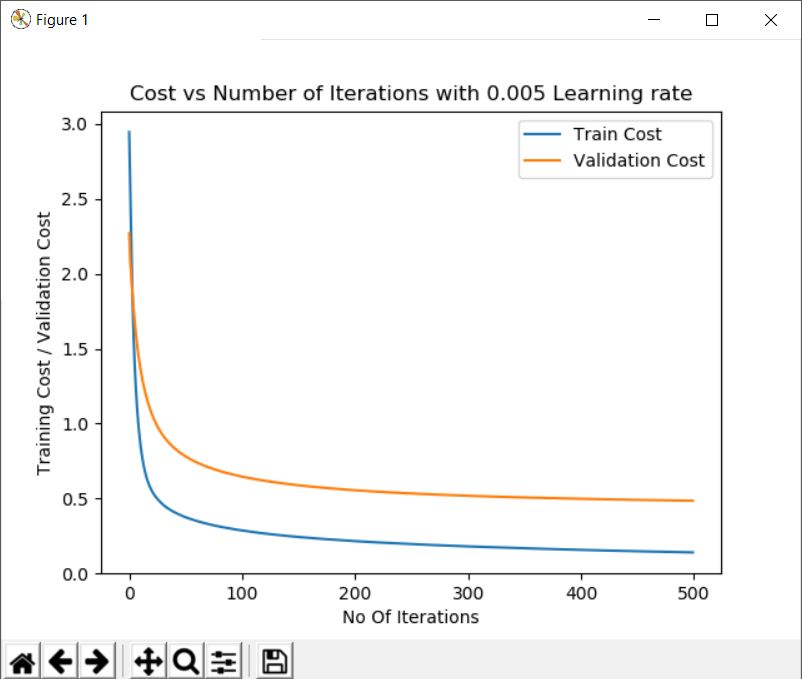 Figure 1
Cost vs Number of Iterations with 0.005 Learning rate
Train Cost
Validation Cost
3.0
2.5
2.0
1.5
1.0
0.5
0.0
Training Cost / Validation Cost
0 100 200 300 400 500
No Of Iterations